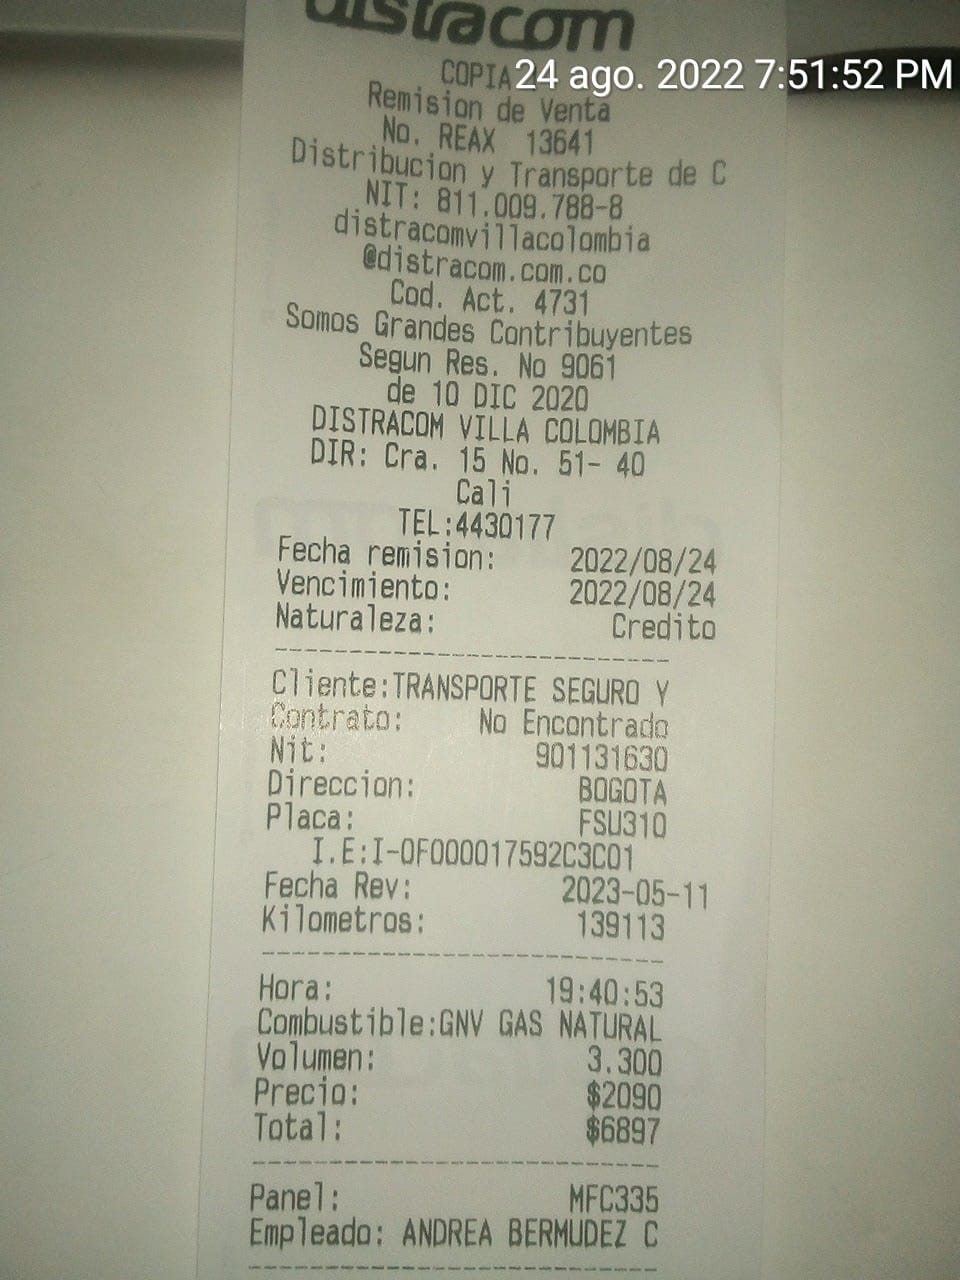 distracom
COPIA
24 ago. 2022 7:51:52 PM
Remision de Venta
No. REAX 13641
Distribucion y Transporte de C
NIT: 811.009.788-8
distracomvillacolombia
@distracom.com.co
Cod. Act. 4731
Somos Grandes Contribuyentes
Segun Res. No 9061
de 10 DIC 2020
DISTRACOM VILLA COLOMBIA
DIR: Cra. 15 No. 51- 40
Cali
TEL:4430177
Fecha remision: 2022/08/24
Vencimiento: 2022/08/24
Naturaleza: Credito
Cliente:TRANSPORTE SEGURO Y
Contrato: No Encontrado
Nit: 901131630
Direccion: BOGOTA
Placa: FSU310
I.E:I-0F000017592C3C01
Fecha Rev: 2023-05-11
Kilometros: 139113
Hora: 19:40:53
Combustible:GNV GAS NATURAL
Volumen: 3.300
Precio: $2090
Total: $6897
Panel: MFC335
Empleado: ANDREA BERMUDEZ C